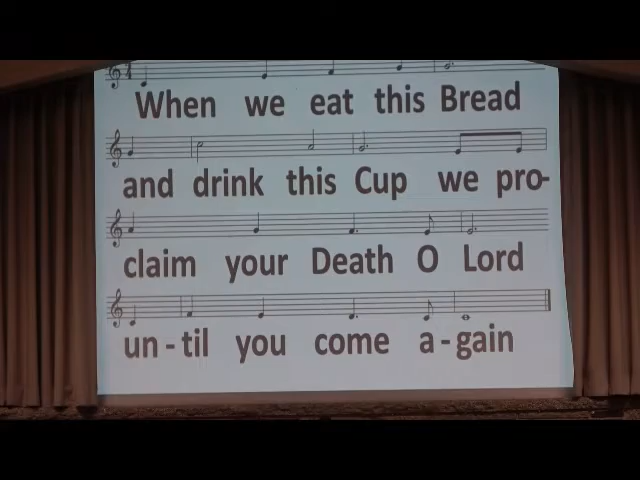 When we eat this Bread
and drink this Cup we pro-
claim your Death O Lord
un-til you come a-gain